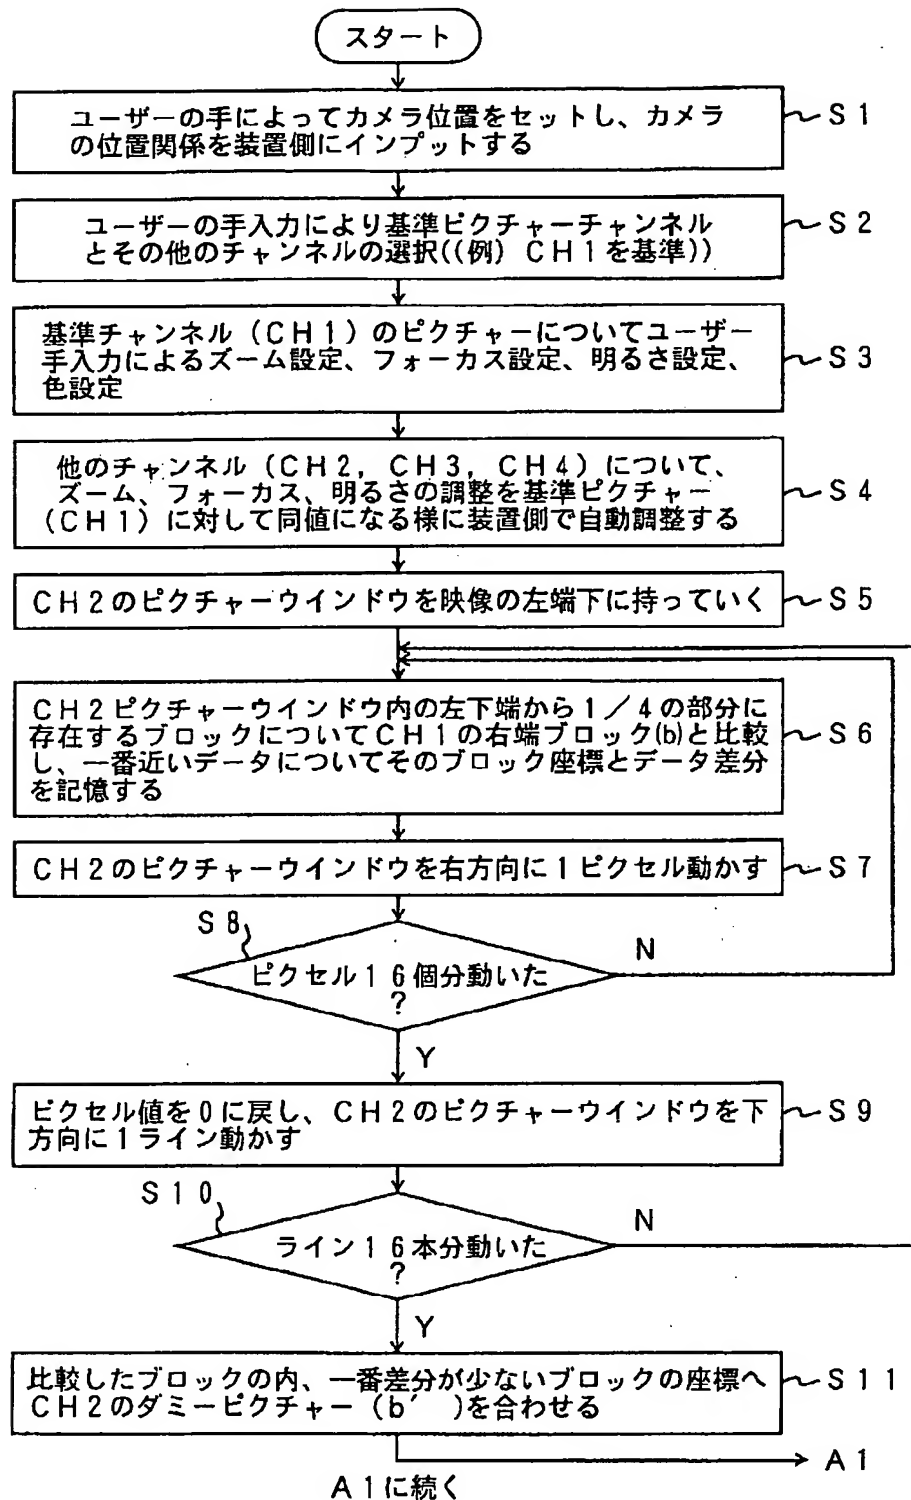 スタート
ユーザーの手によってカメラ位置をセットし、カメラ
の位置関係を装置側にインプットする
S1
ユーザーの手入力により基準ピクチャーチャンネル
とその他のチャンネルの選択((例) CH1を基準))
S2
基準チャンネル(CH1)のピクチャーについてユーザー
手入力によるズーム設定、フォーカス設定、明るさ設定、
色設定
S3
他のチャンネル(CH2, CH3, CH4)について、
ズーム、フォーカス、明るさの調整を基準ピクチャー
(CH1)に対して同値になる様に装置側で自動調整する
S4
CH2のピクチャーウインドウを映像の左端下に持っていく
S5
CH2ピクチャーウインドウ内の左下端から1/4の部分に
存在するブロックについてCH1の右端ブロック(b)と比較
し、一番近いデータについてそのブロック座標とデータ差分
を記憶する
S6
CH2のピクチャーウインドウを右方向に1ピクセル動かす
S7
S8
ピクセル16個分動いた
?
N
Y
ピクセル値を0に戻し、CH2のピクチャーウインドウを下
方向に1ライン動かす
S9
S10
ライン16本分動いた
?
N
Y
比較したブロックの内、一番差分が少ないブロックの座標へ
CH2のダミーピクチャー(b′ )を合わせる
S11
A1
A1に続く